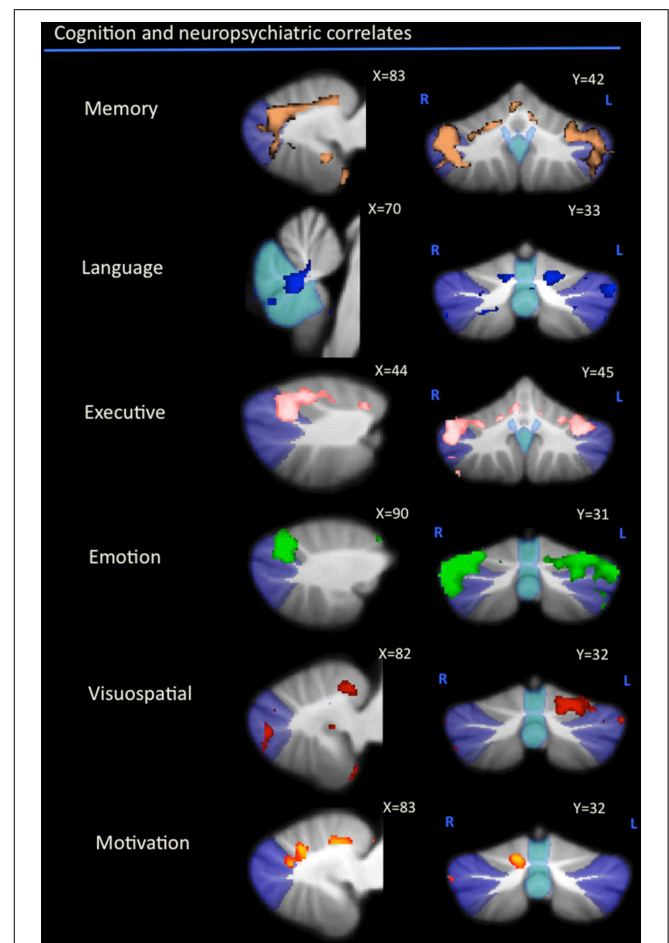 Cognition and neuropsychiatric correlates
Memory
X=83
Y=42
R
L
Language
X=70
Y=33
R
L
Executive
X=44
Y=45
R
L
Emotion
X=90
Y=31
R
L
Visuospatial
X=82
Y=32
R
L
Motivation
X=83
Y=32
R
L